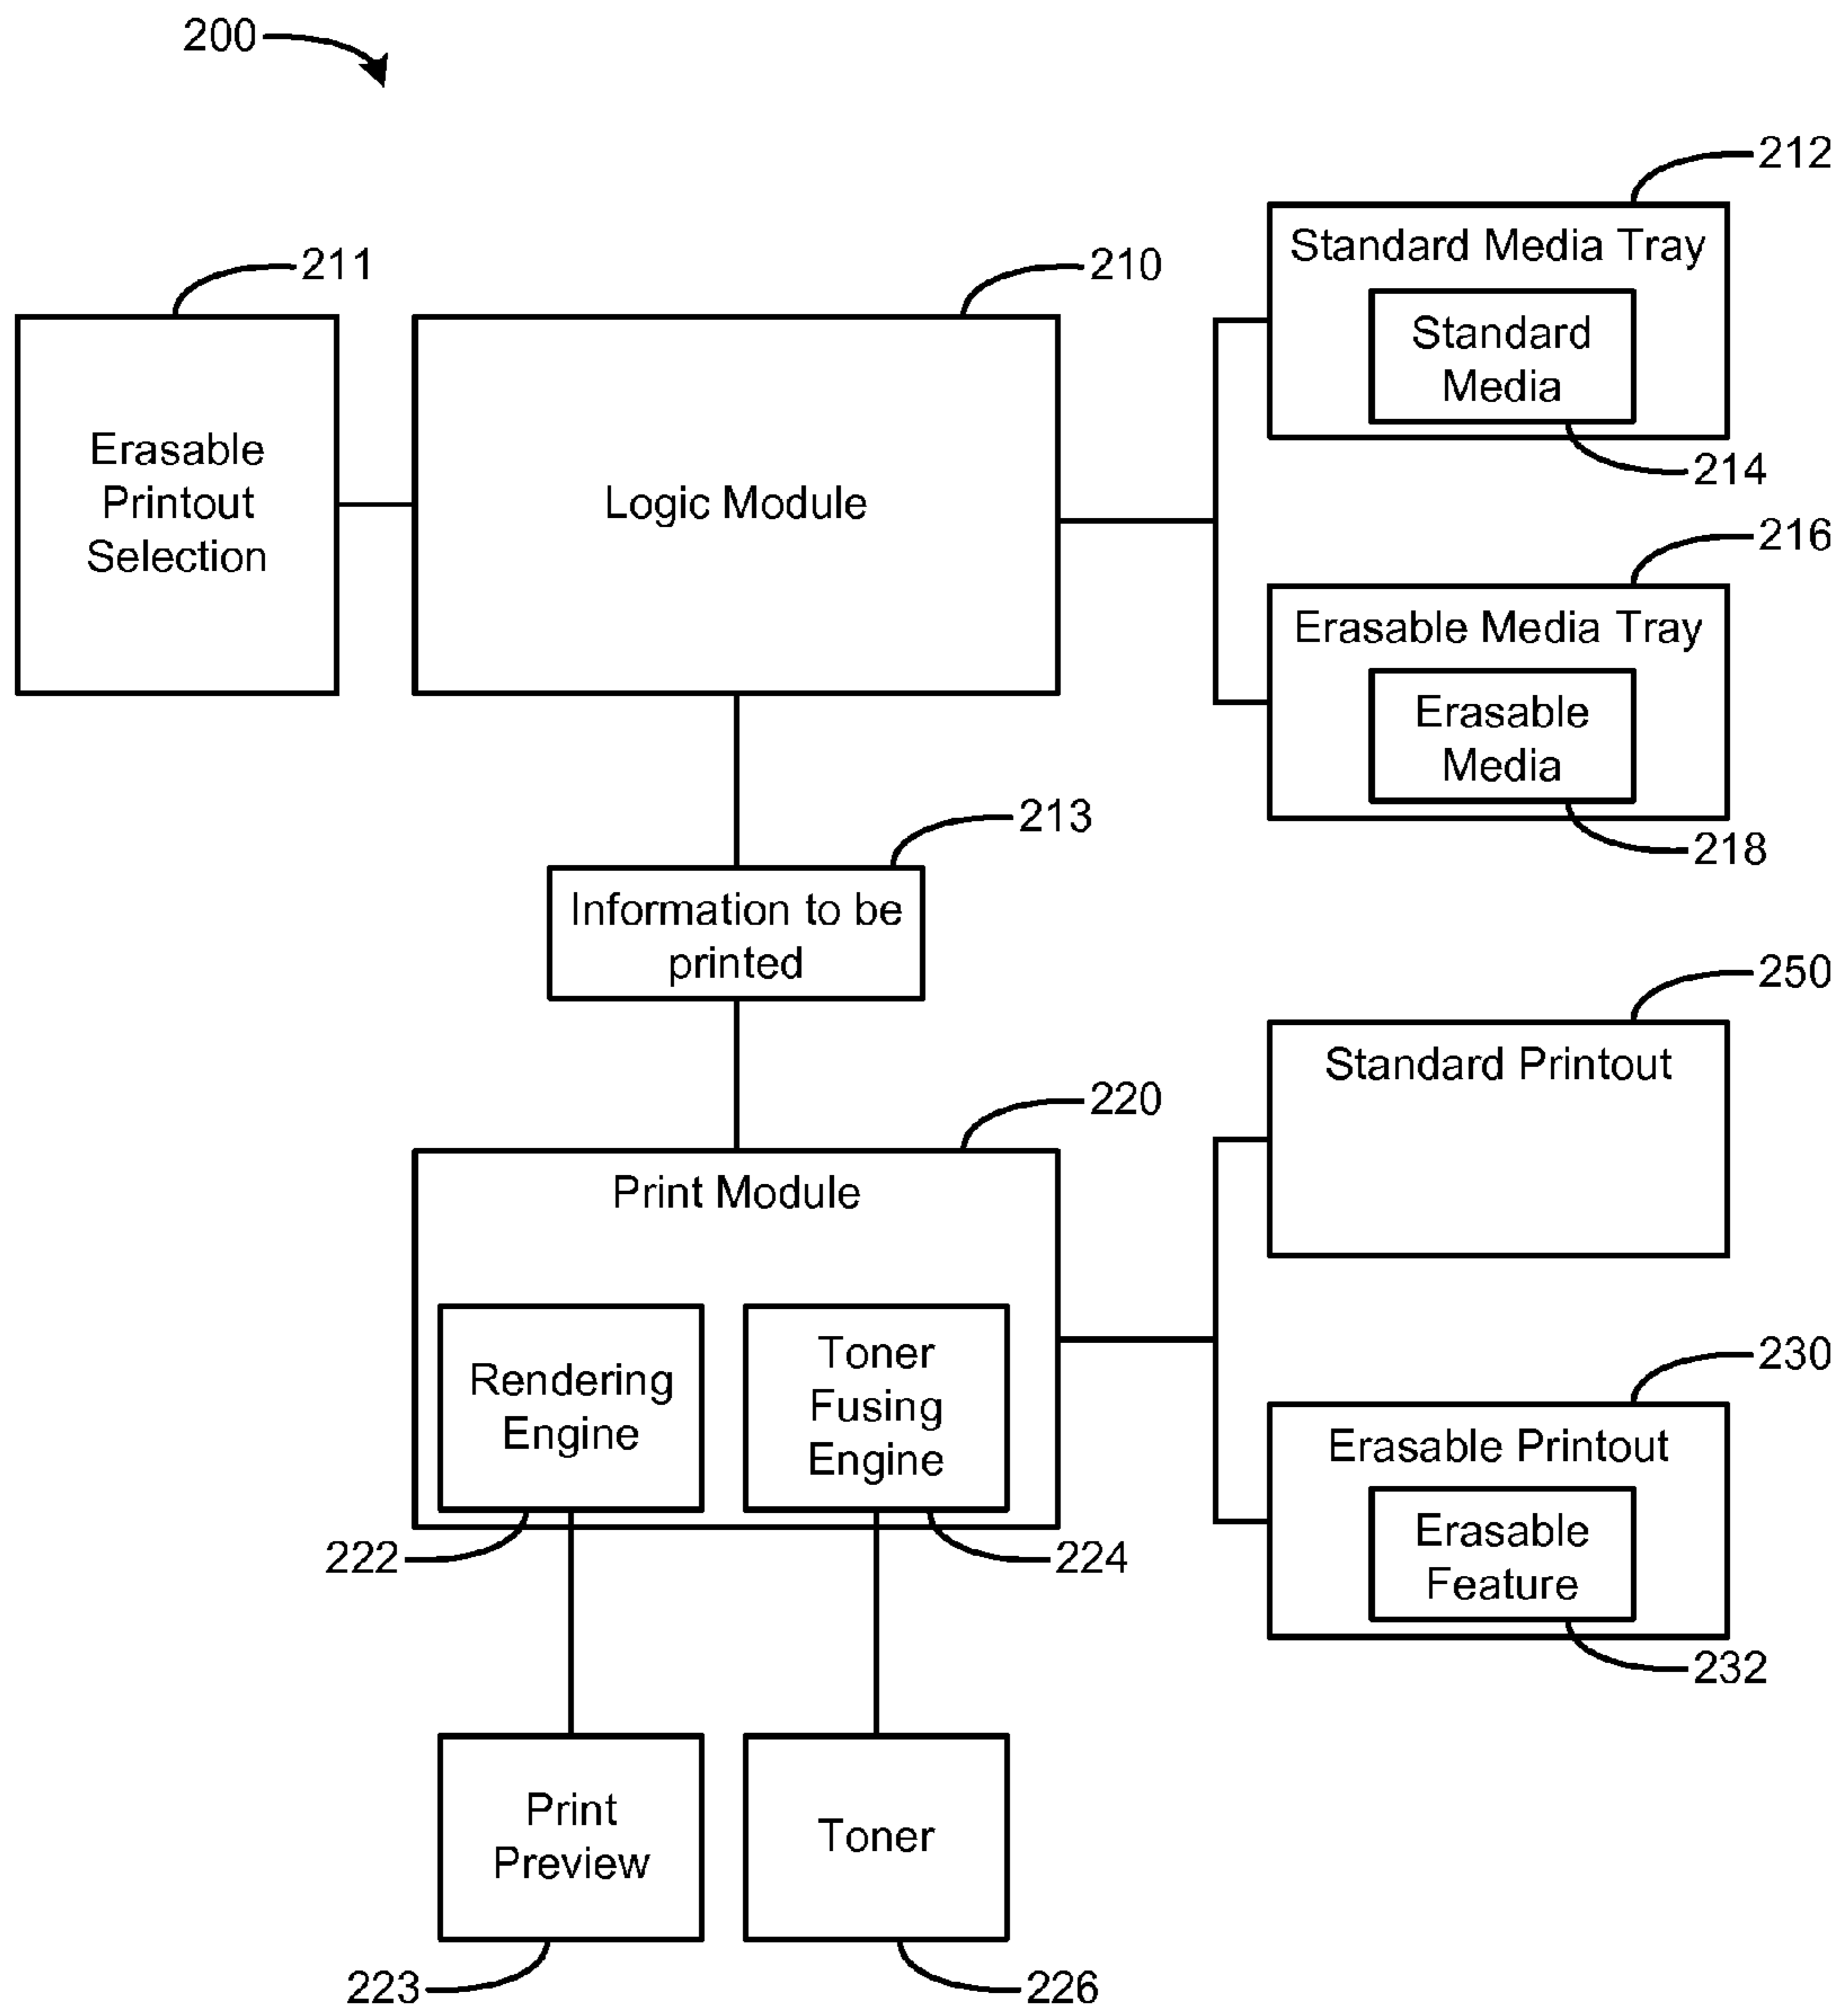 200
212
Standard Media Tray
Standard
Media
214
211
Erasable
Printout
Selection
210
Logic Module
216
Erasable Media Tray
Erasable
Media
218
213
Information to be
printed
250
Standard Printout
220
Print Module
Rendering
Engine
222
Toner
Fusing
Engine
224
230
Erasable Printout
Erasable
Feature
232
Print
Preview
223
Toner
226